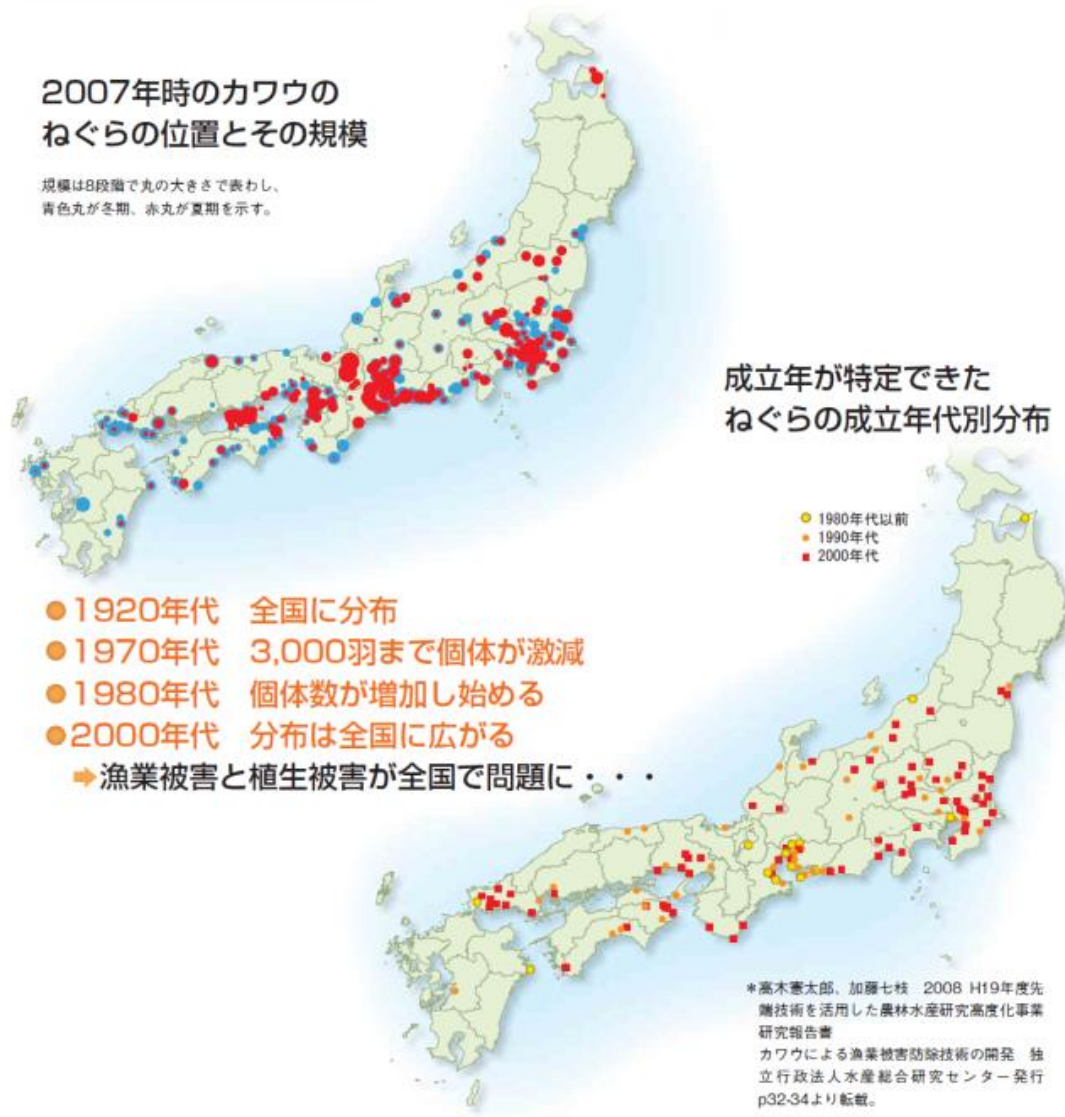 2007年時のカワウの
ねぐらの位置とその規模
規模は8段階で丸の大きさで表わし、
青色丸が冬期、赤丸が夏期を示す。
成立年が特定できた
ねぐらの成立年代別分布
1980年代以前
1990年代
2000年代
●1920年代 全国に分布
●1970年代 3,000羽まで個体が激減
●1980年代 個体数が増加し始める
●2000年代 分布は全国に広がる
➡漁業被害と植生被害が全国で問題に・・・
*高木憲太郎、加藤七枝 2008 H19年度先
端技術を活用した農林水産研究高度化事業
研究報告書
カワウによる漁業被害防除技術の開発 独
立行政法人水産総合研究センター発行
p32-34より転載。